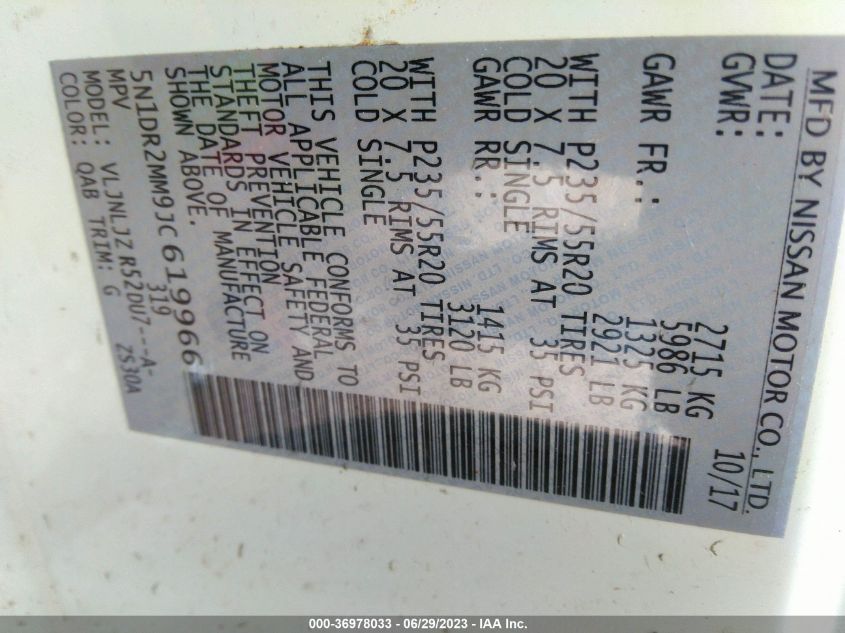 MFD BY NISSAN MOTOR CO., LTD.
DATE: 10/17
GVWR: 2715 KG
5986 LB
GAWR FR.: 1325 KG
2921 LB
WITH P235/55R20 TIRES
20 X 7.5 RIMS AT 35 PSI
COLD SINGLE
GAWR RR.: 1415 KG
3120 LB
WITH P235/55R20 TIRES
20 X 7.5 RIMS AT 35 PSI
COLD SINGLE
THIS VEHICLE CONFORMS TO
ALL APPLICABLE FEDERAL
MOTOR VEHICLE SAFETY AND
THEFT PREVENTION
STANDARDS IN EFFECT ON
THE DATE OF MANUFACTURE
SHOWN ABOVE.
5N1DR2MM9JC619966
MPV 319
MODEL: VLJNLJZ R52DU7---A-
COLOR: QAB TRIM: G ZS30A
000-36978033 - 06/29/2023 - IAA Inc.